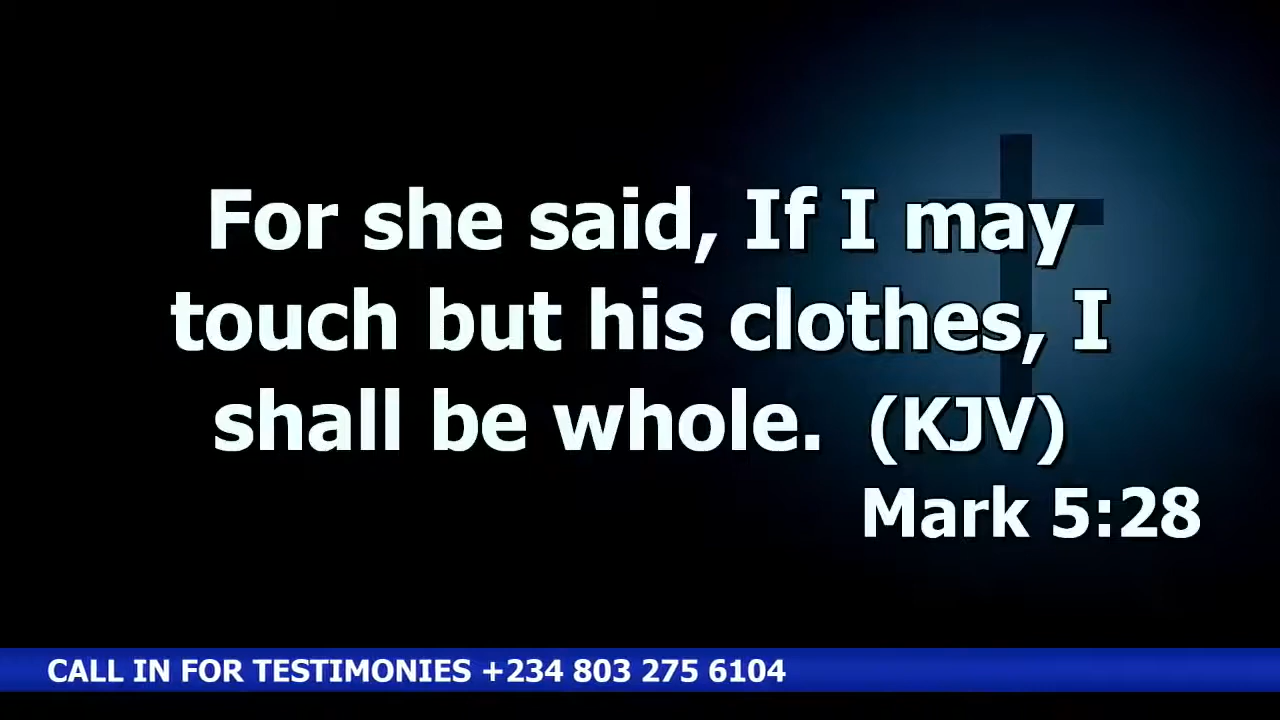 For she said, If I may
touch but his clothes, I
shall be whole. (KJV)
Mark 5:28
CALL IN FOR TESTIMONIES +234 803 275 6104